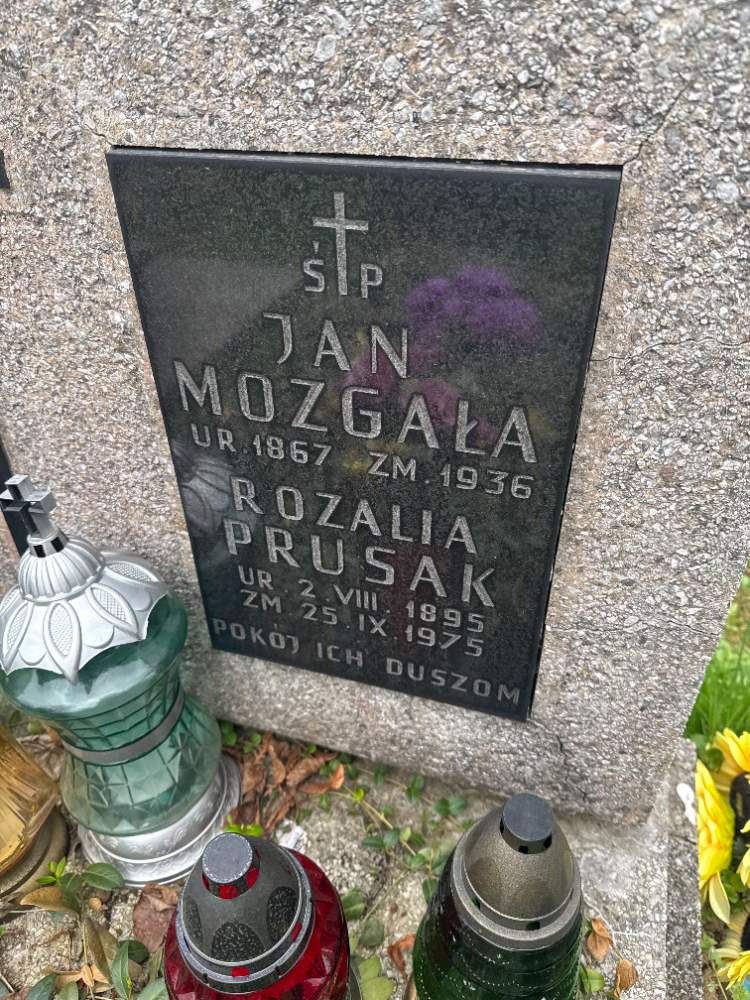 ŚP
JAN
MOZGAŁA
UR. 1867 ZM. 1936
ROZALIA
PRUSAK
UR. 2. VIII. 1895
ZM. 25. IX. 1975
POKÓJ ICH DUSZOM